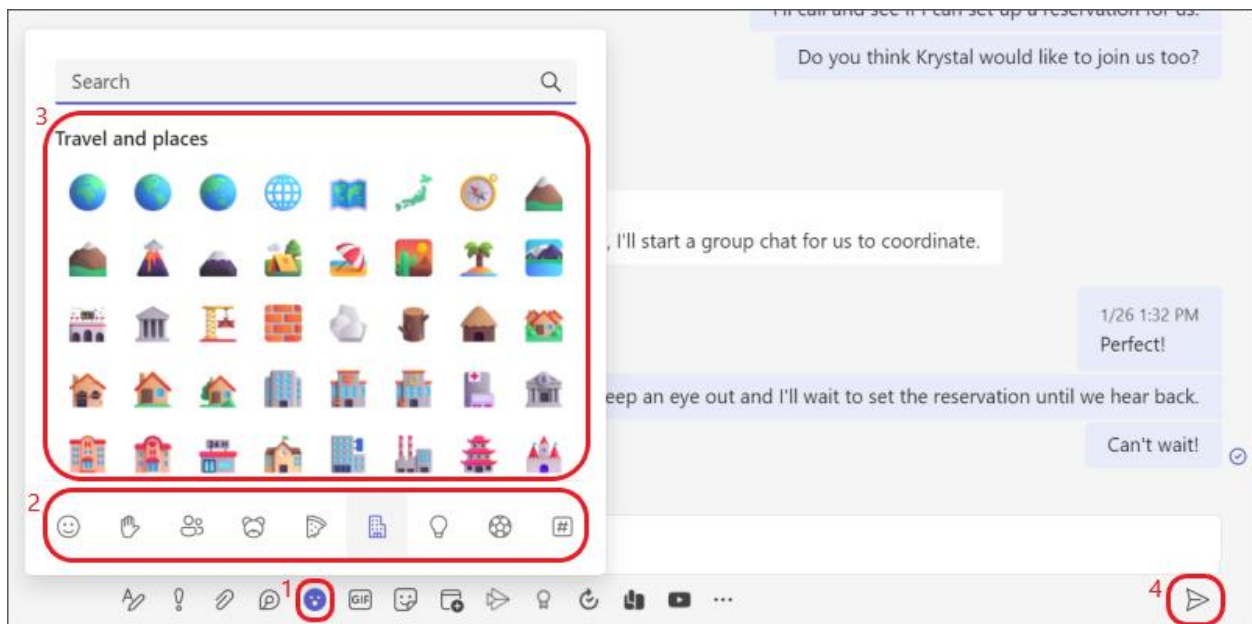 Do you think Krystal would like to join us too?
Search
3
Travel and places
, I'll start a group chat for us to coordinate.
1/26 1:32 PM
Perfect!
eep an eye out and I'll wait to set the reservation until we hear back.
Can't wait!
2
#
1
GIF
4